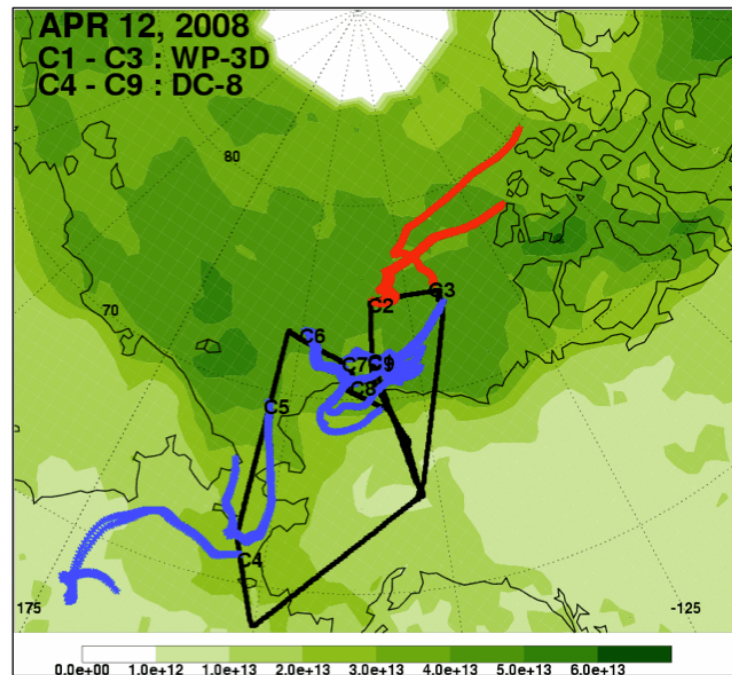 APR 12, 2008
C1 - C3 : WP-3D
C4 - C9 : DC-8
80
C3
C2
70
C6
C7
C9
C8
C5
C4
175
-125
0.0e+00 1.0e+12 1.0e+13 2.0e+13 3.0e+13 4.0e+13 5.0e+13 6.0e+13